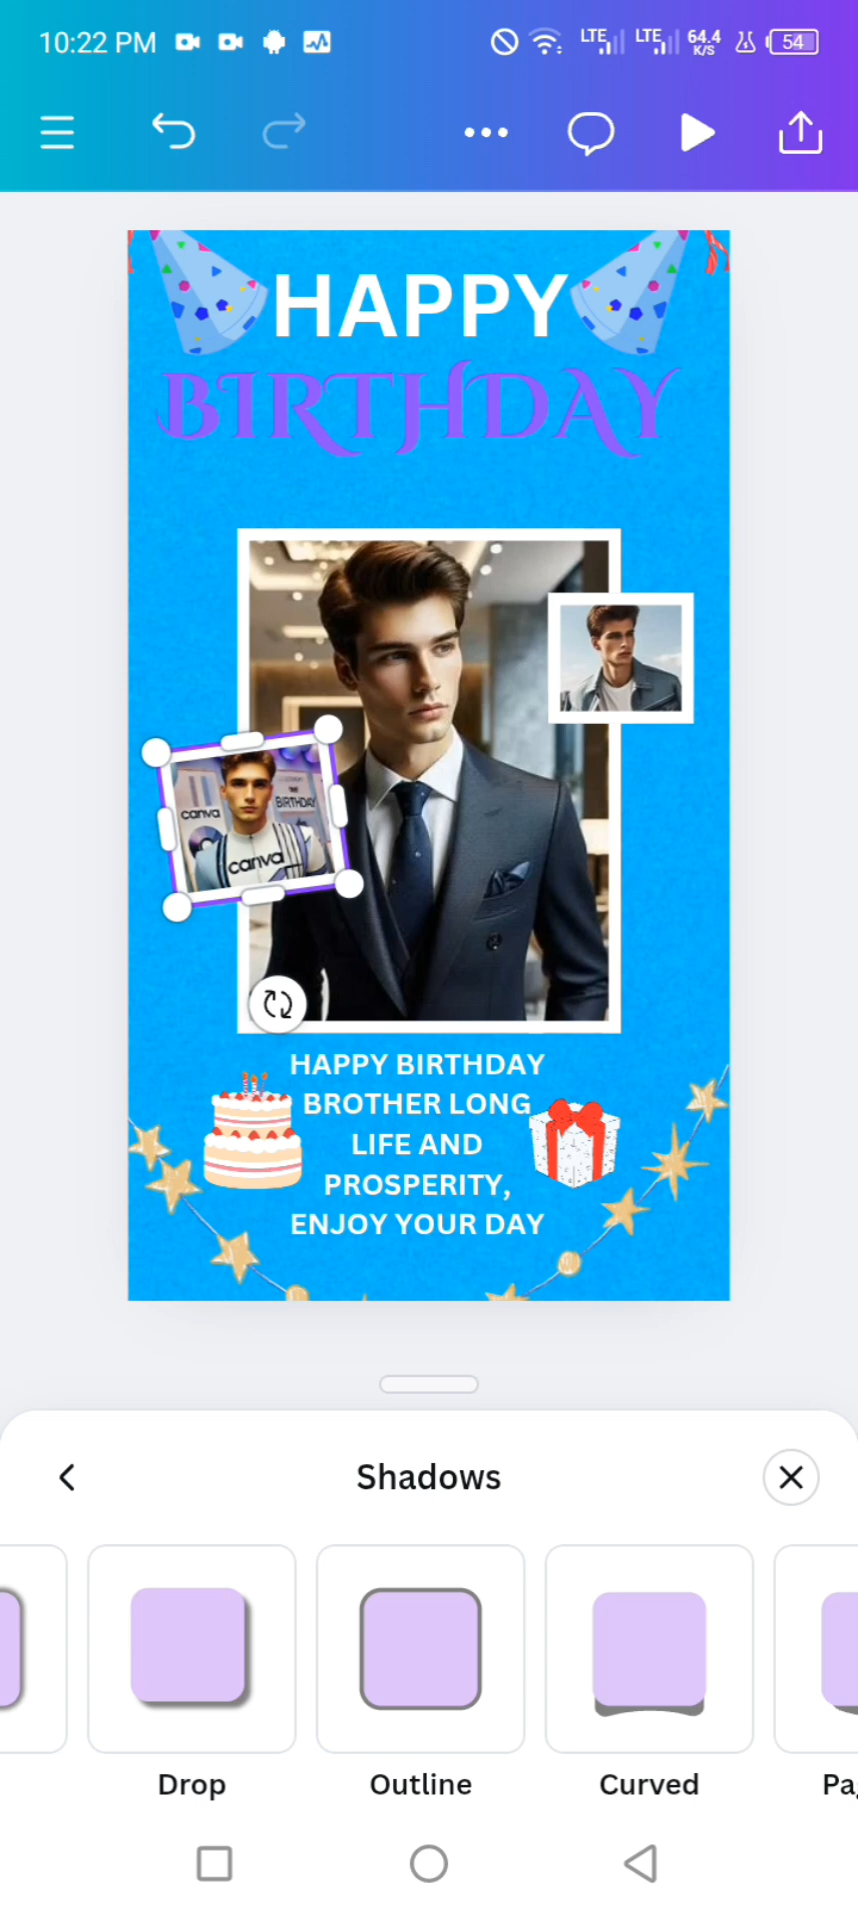 10:22 PM
LTE LTE 64.4 K/S 54
HAPPY
BIRTHDAY
canva
BIRTHDAY
canva
HAPPY BIRTHDAY
BROTHER LONG
LIFE AND
PROSPERITY,
ENJOY YOUR DAY
Shadows
Drop
Outline
Curved